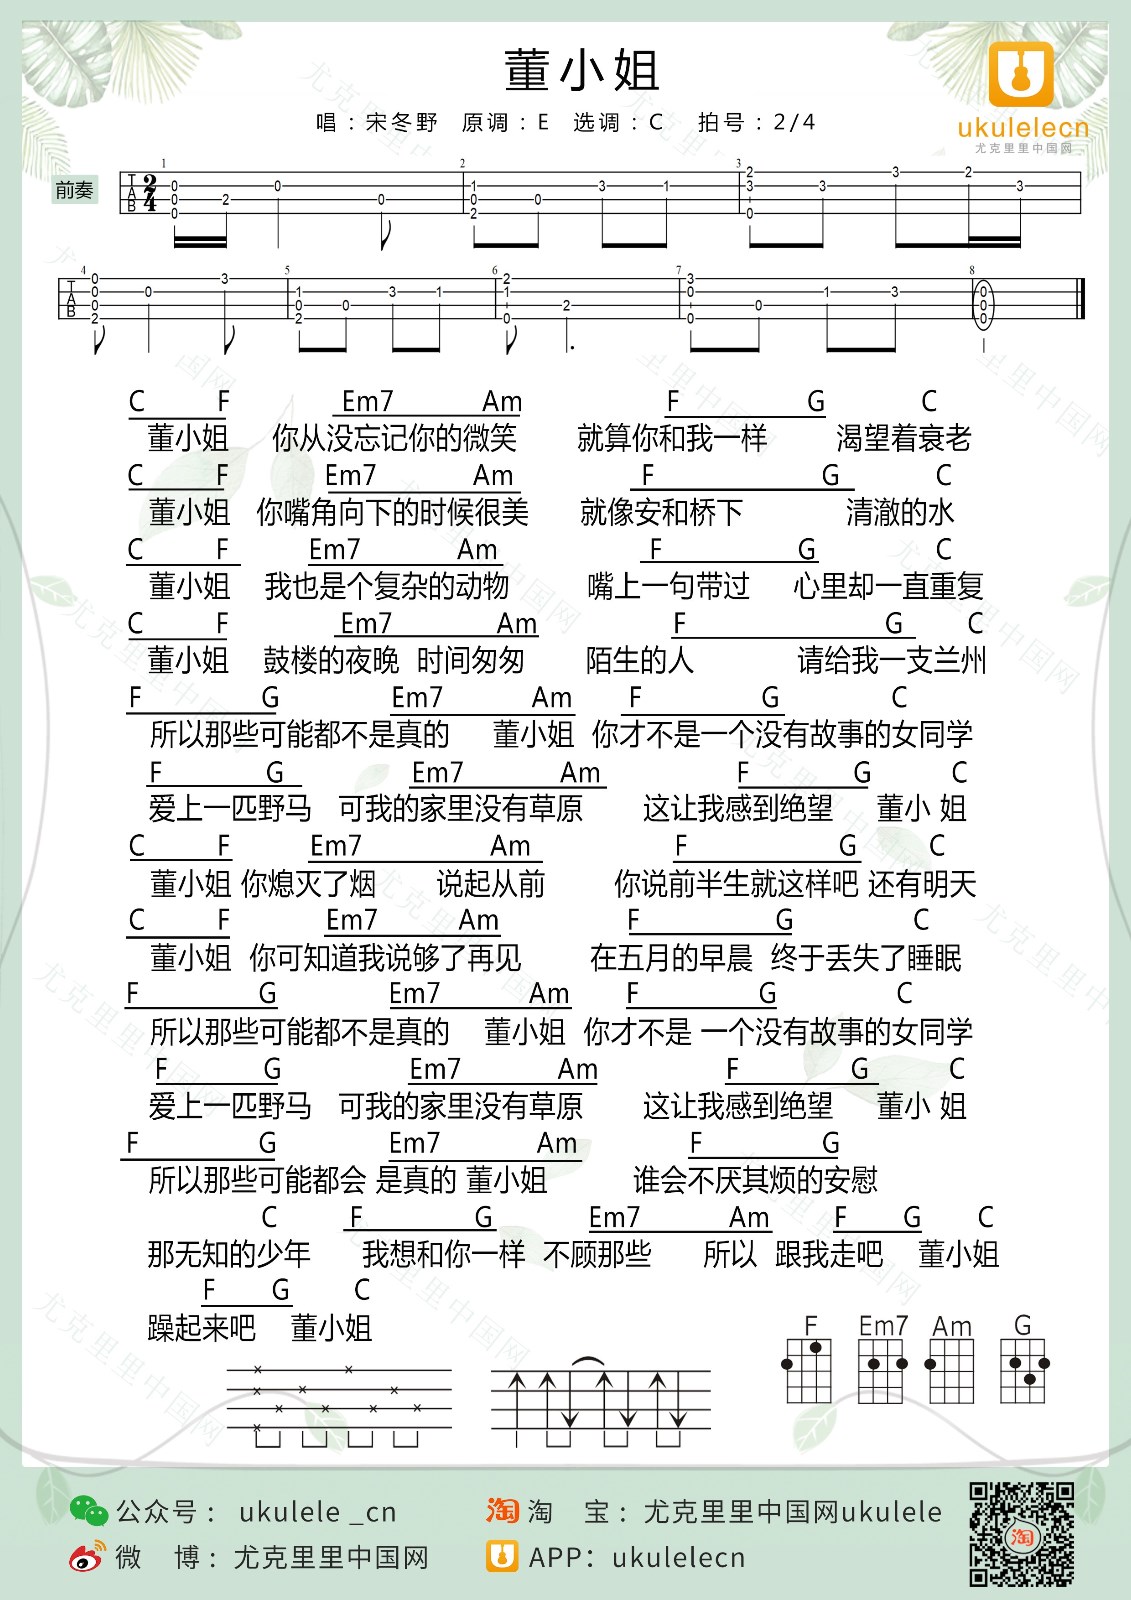 董小姐
唱：宋冬野 原调：E 选调：C 拍号：2/4
ukulelecn
尤克里里中国网
前奏
C F Em7 Am F G C
董小姐 你从没忘记你的微笑 就算你和我一样 渴望着衰老
C F Em7 Am F G C
董小姐 你嘴角向下的时候很美 就像安和桥下 清澈的水
C F Em7 Am F G C
董小姐 我也是个复杂的动物 嘴上一句带过 心里却一直重复
C F Em7 Am F G C
董小姐 鼓楼的夜晚 时间匆匆 陌生的人 请给我一支兰州
F G Em7 Am F G C
所以那些可能都不是真的 董小姐 你才不是一个没有故事的女同学
F G Em7 Am F G C
爱上一匹野马 可我的家里没有草原 这让我感到绝望 董小 姐
C F Em7 Am F G C
董小姐 你熄灭了烟 说起从前 你说前半生就这样吧 还有明天
C F Em7 Am F G C
董小姐 你可知道我说够了再见 在五月的早晨 终于丢失了睡眠
F G Em7 Am F G C
所以那些可能都不是真的 董小姐 你才不是 一个没有故事的女同学
F G Em7 Am F G C
爱上一匹野马 可我的家里没有草原 这让我感到绝望 董小 姐
F G Em7 Am F G
所以那些可能都会 是真的 董小姐 谁会不厌其烦的安慰
C F G Em7 Am F G C
那无知的少年 我想和你一样 不顾那些 所以 跟我走吧 董小姐
F G C
躁起来吧 董小姐
F Em7 Am G
公众号： ukulele _cn
淘 宝：尤克里里中国网ukulele
微 博：尤克里里中国网
APP：ukulelecn